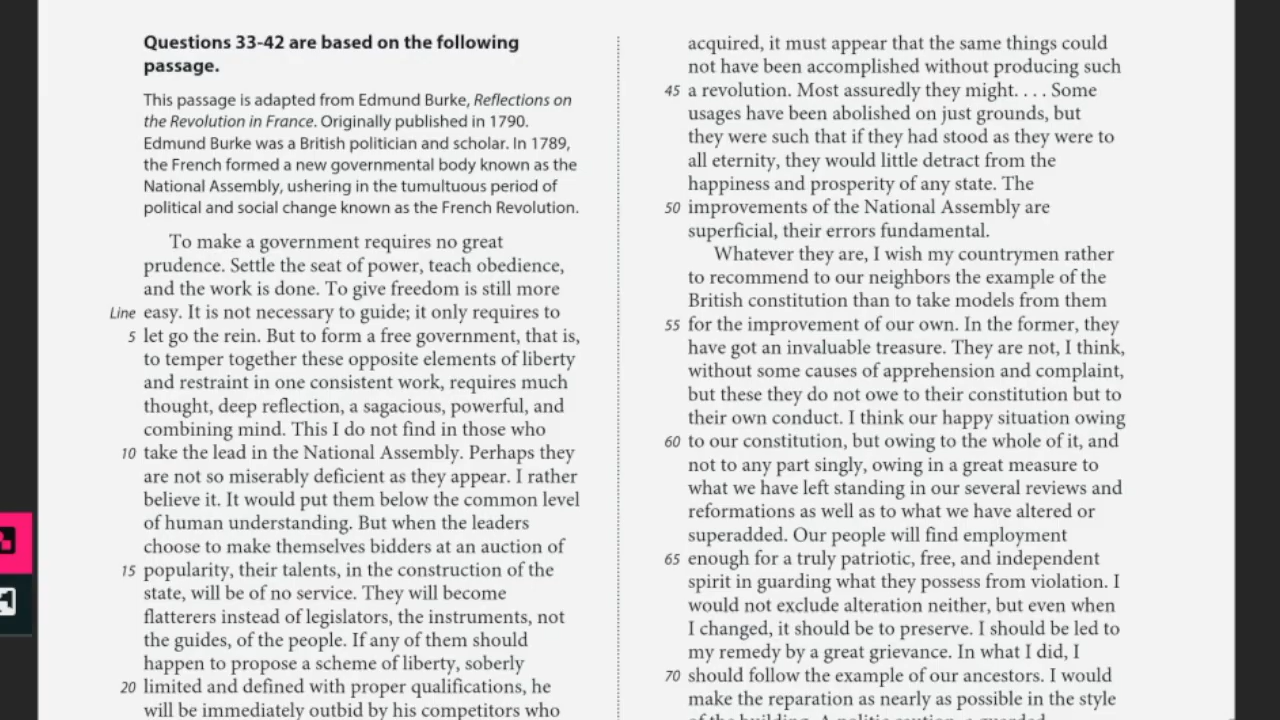 Questions 33-42 are based on the following
passage.
This passage is adapted from Edmund Burke, Reflections on
the Revolution in France. Originally published in 1790.
Edmund Burke was a British politician and scholar. In 1789,
the French formed a new governmental body known as the
National Assembly, ushering in the tumultuous period of
political and social change known as the French Revolution.
To make a government requires no great
prudence. Settle the seat of power, teach obedience,
and the work is done. To give freedom is still more
Line easy. It is not necessary to guide; it only requires to
5 let go the rein. But to form a free government, that is,
to temper together these opposite elements of liberty
and restraint in one consistent work, requires much
thought, deep reflection, a sagacious, powerful, and
combining mind. This I do not find in those who
10 take the lead in the National Assembly. Perhaps they
are not so miserably deficient as they appear. I rather
believe it. It would put them below the common level
of human understanding. But when the leaders
choose to make themselves bidders at an auction of
15 popularity, their talents, in the construction of the
state, will be of no service. They will become
flatterers instead of legislators, the instruments, not
the guides, of the people. If any of them should
happen to propose a scheme of liberty, soberly
20 limited and defined with proper qualifications, he
will be immediately outbid by his competitors who
acquired, it must appear that the same things could
not have been accomplished without producing such
45 a revolution. Most assuredly they might. . . . Some
usages have been abolished on just grounds, but
they were such that if they had stood as they were to
all eternity, they would little detract from the
happiness and prosperity of any state. The
50 improvements of the National Assembly are
superficial, their errors fundamental.
Whatever they are, I wish my countrymen rather
to recommend to our neighbors the example of the
British constitution than to take models from them
55 for the improvement of our own. In the former, they
have got an invaluable treasure. They are not, I think,
without some causes of apprehension and complaint,
but these they do not owe to their constitution but to
their own conduct. I think our happy situation owing
60 to our constitution, but owing to the whole of it, and
not to any part singly, owing in a great measure to
what we have left standing in our several reviews and
reformations as well as to what we have altered or
superadded. Our people will find employment
65 enough for a truly patriotic, free, and independent
spirit in guarding what they possess from violation. I
would not exclude alteration neither, but even when
I changed, it should be to preserve. I should be led to
my remedy by a great grievance. In what I did, I
70 should follow the example of our ancestors. I would
make the reparation as nearly as possible in the style
of the building. A politic caution, a guarded